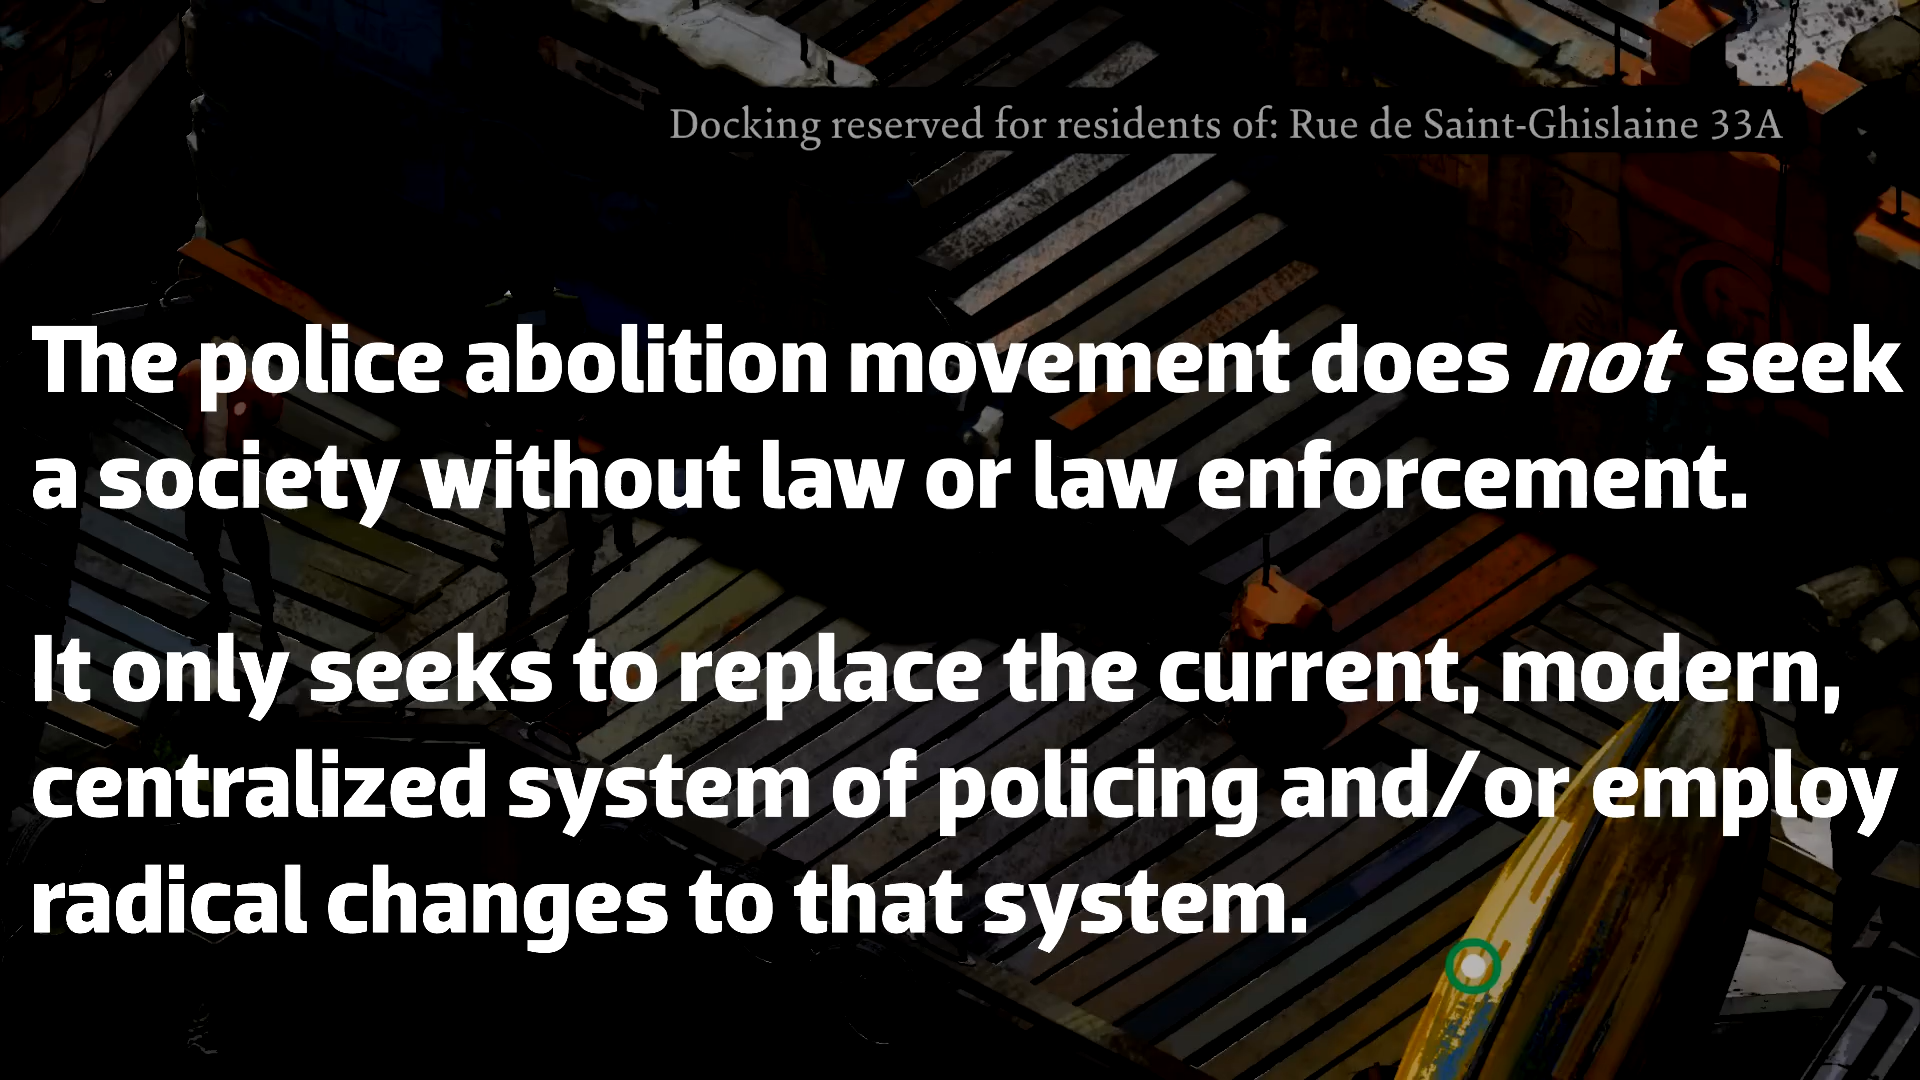 Docking reserved for residents of: Rue de Saint-Ghislaine 33A
The police abolition movement does not seek
a society without law or law enforcement.
It only seeks to replace the current, modern,
centralized system of policing and/or employ
radical changes to that system.